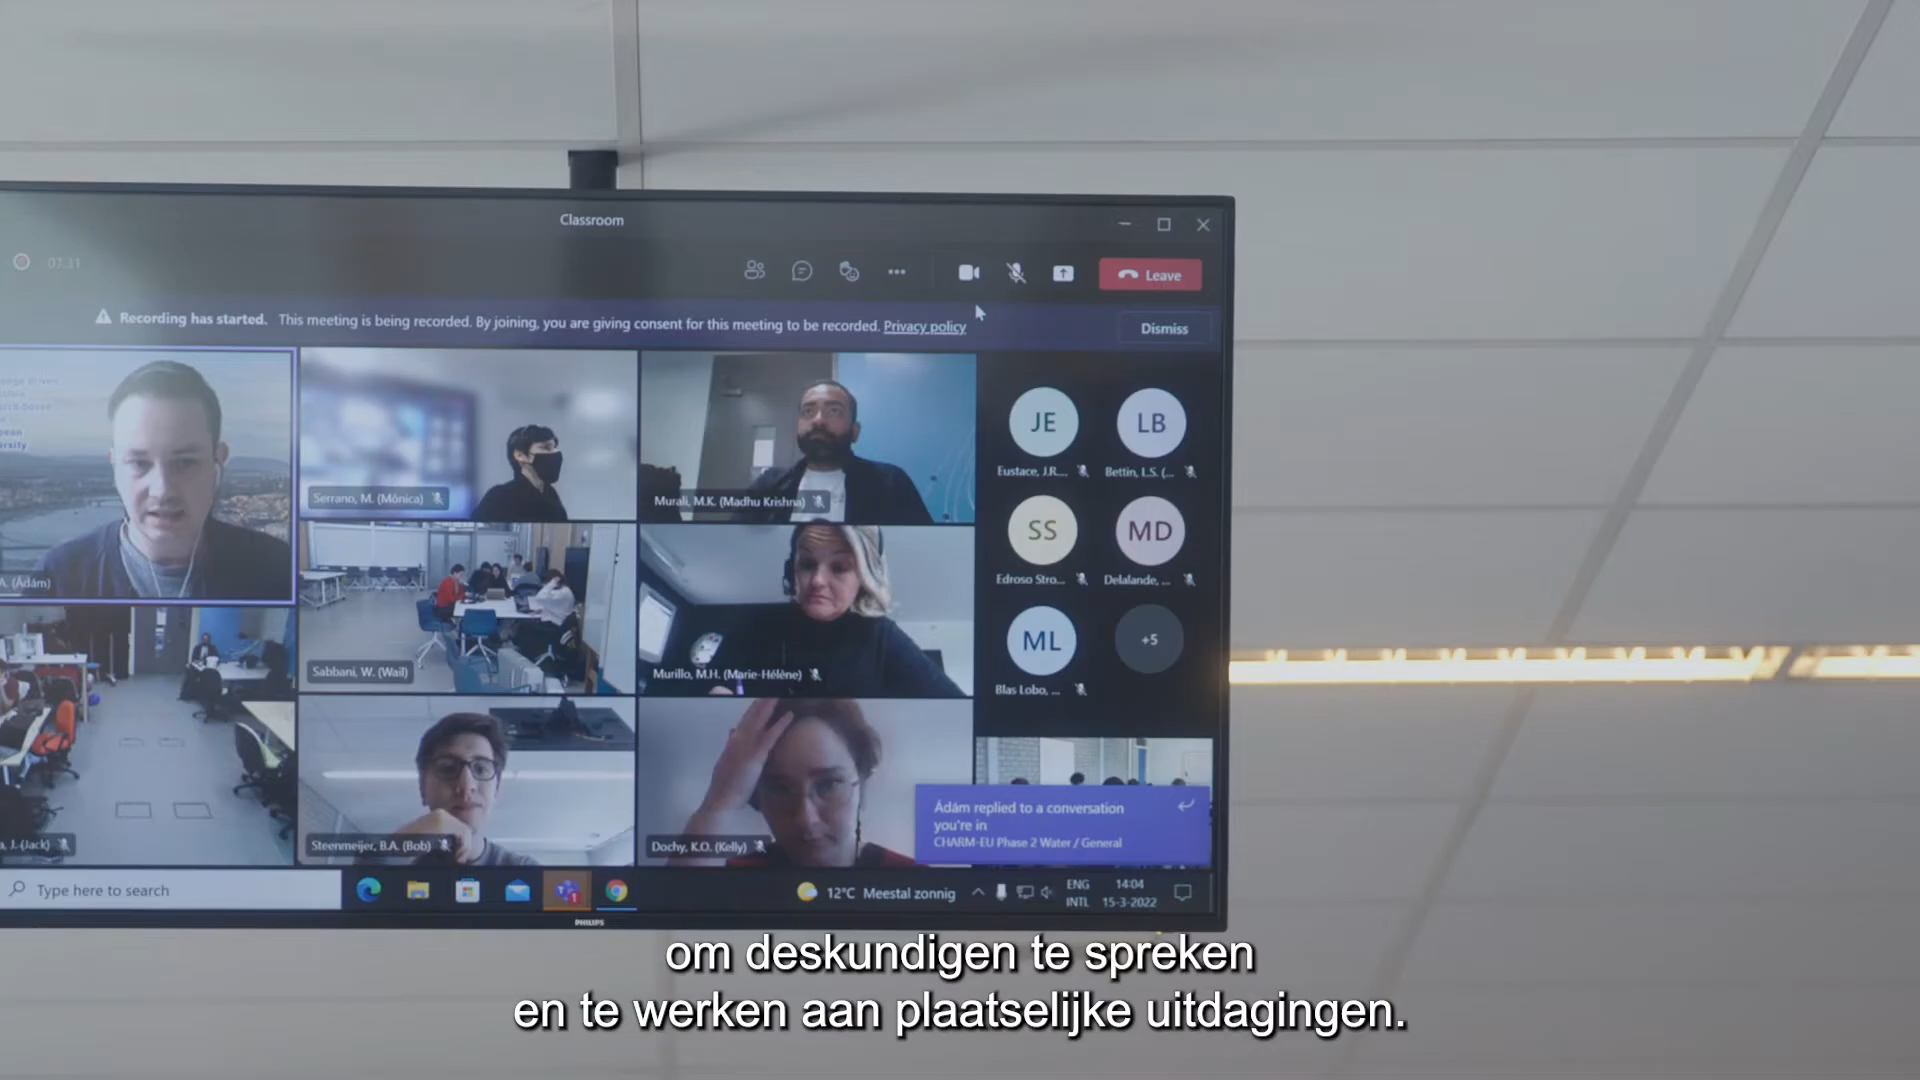 Classroom
07:31
Leave
Recording has started. This meeting is being recorded. By joining, you are giving consent for this meeting to be recorded. Privacy policy
Dismiss
A. (Ádám)
Serrano, M. (Mónica)
Murali, M.K. (Madhu Krishna)
JE
LB
Eustace, J.R....
Bettin, L.S. (...
SS
MD
Edroso Stro...
Delalande, ...
Sabbani, W. (Wail)
Murillo, M.H. (Marie-Hélène)
ML
+5
Blas Lobo, ...
a, J. (Jack)
Steenmeijer, B.A. (Bob)
Dochy, K.O. (Kelly)
Ádám replied to a conversation
you're in
CHARM-EU Phase 2 Water / General
Type here to search
12°C Meestal zonnig
ENG
INTL
14:04
15-3-2022
PHILIPS
om deskundigen te spreken
en te werken aan plaatselijke uitdagingen.